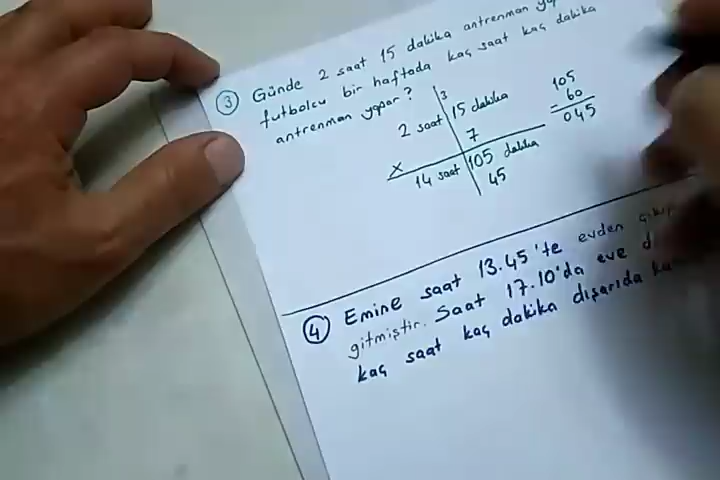 3 Günde 2 saat 15 dakika antrenman
futbolcu bir haftada kaç saat kaç dakika
antrenman yapar?
3
2 saat 15 dakika
7
x
14 saat 105 dakika
45
105
- 60
045
4 Emine saat 13.45'te evden
gitmiştir. Saat 17.10'da eve
kaç saat kaç dakika dışarıda